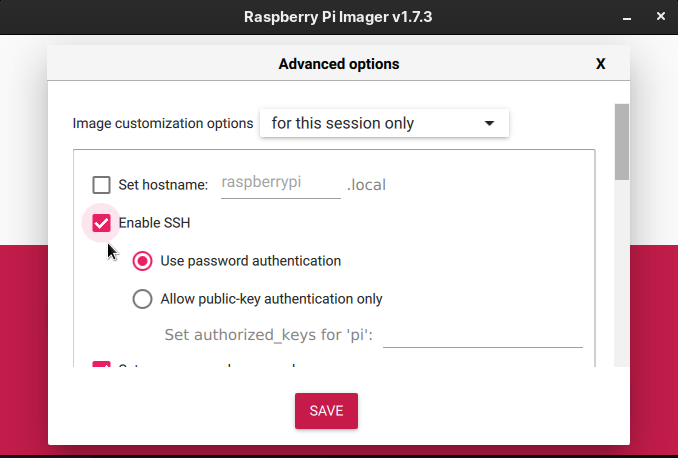 Raspberry Pi Imager v1.7.3
Advanced options X
Image customization options for this session only
Set hostname: raspberrypi .local
Enable SSH
Use password authentication
Allow public-key authentication only
Set authorized_keys for 'pi':
SAVE